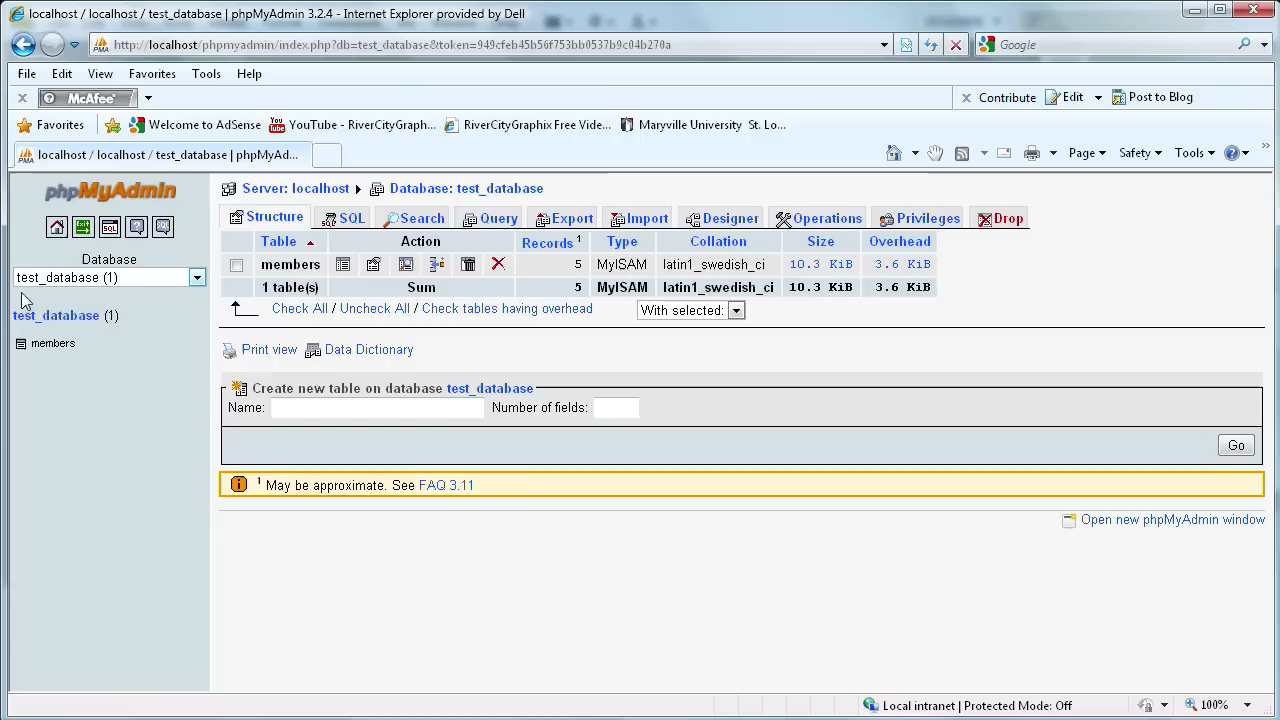 localhost / localhost / test_database | phpMyAdmin 3.2.4 - Internet Explorer provided by Dell
http://localhost/phpmyadmin/index.php?db=test_database&token=949cfeb45b56f753bb0537b9c04b270a
Google
File Edit View Favorites Tools Help
McAfee Contribute Edit Post to Blog
Favorites Welcome to AdSense YouTube - RiverCityGraph... RiverCityGraphix Free Vide... Maryville University St. Lo...
localhost / localhost / test_database | phpMyAd... Page Safety Tools
phpMyAdmin
Database
test_database (1)
test_database (1)
members
Server: localhost Database: test_database
Structure SQL Search Query Export Import Designer Operations Privileges Drop
Table Action Records 1 Type Collation Size Overhead
members 5 MyISAM latin1_swedish_ci 10.3 KiB 3.6 KiB
1 table(s) Sum 5 MyISAM latin1_swedish_ci 10.3 KiB 3.6 KiB
Check All / Uncheck All / Check tables having overhead With selected:
Print view Data Dictionary
Create new table on database test_database
Name: Number of fields:
Go
1 May be approximate. See FAQ 3.11
Open new phpMyAdmin window
Local intranet | Protected Mode: Off 100%